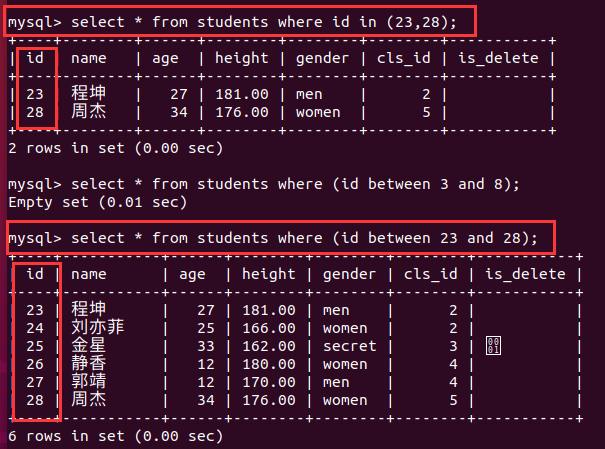 mysql> select * from students where id in (23,28);
+----+--------+------+--------+--------+--------+-----------+
| id | name   | age  | height | gender | cls_id | is_delete |
+----+--------+------+--------+--------+--------+-----------+
| 23 | 程坤   |   27 | 181.00 | men    |      2 |           |
| 28 | 周杰   |   34 | 176.00 | women  |      5 |           |
+----+--------+------+--------+--------+--------+-----------+
2 rows in set (0.00 sec)
mysql> select * from students where (id between 3 and 8);
Empty set (0.01 sec)
mysql> select * from students where (id between 23 and 28);
+----+-----------+------+--------+--------+--------+-----------+
| id | name      | age  | height | gender | cls_id | is_delete |
+----+-----------+------+--------+--------+--------+-----------+
| 23 | 程坤      |   27 | 181.00 | men    |      2 |           |
| 24 | 刘亦菲    |   25 | 166.00 | women  |      2 |           |
| 25 | 金星      |   33 | 162.00 | secret |      3 | 0001      |
| 26 | 静香      |   12 | 180.00 | women  |      4 |           |
| 27 | 郭靖      |   12 | 170.00 | men    |      4 |           |
| 28 | 周杰      |   34 | 176.00 | women  |      5 |           |
+----+-----------+------+--------+--------+--------+-----------+
6 rows in set (0.00 sec)